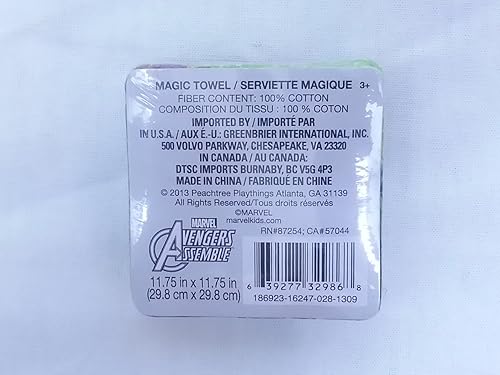 MAGIC TOWEL / SERVIETTE MAGIQUE 3+
FIBER CONTENT: 100% COTTON
COMPOSITION DU TISSU : 100 % COTON
IMPORTED BY / IMPORTÉ PAR
IN U.S.A. / AUX É.-U.: GREENBRIER INTERNATIONAL, INC.
500 VOLVO PARKWAY, CHESAPEAKE, VA 23320
IN CANADA / AU CANADA:
DTSC IMPORTS BURNABY, BC V5G 4P3
MADE IN CHINA / FABRIQUÉ EN CHINE
© 2013 Peachtree Playthings Atlanta, GA 31139
All Rights Reserved/Tous droits réservés
©MARVEL
marvelkids.com
RN#87254; CA#57044
MARVEL
AVENGERS
ASSEMBLE
11.75 in x 11.75 in
(29.8 cm x 29.8 cm)
6 39277 32986 8
186923-16247-028-1309